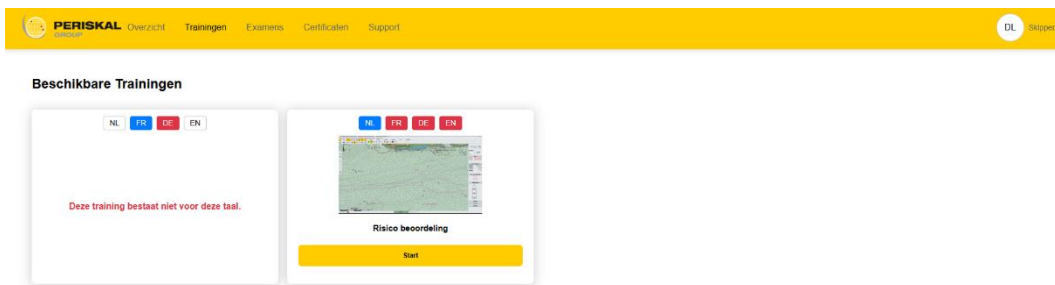 PERISKAL GROUP Overzicht Trainingen Examens Certificaten Support DL Skipper
Beschikbare Trainingen
NL FR DE EN
Deze training bestaat niet voor deze taal.
NL FR DE EN
Risico beoordeling
Start